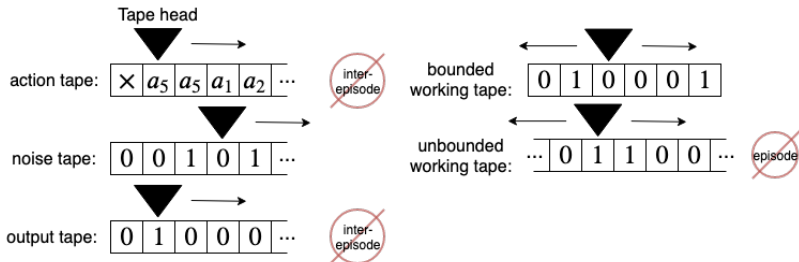 Tape head
action tape: × a₅ a₅ a₁ a₂ ...
inter-
episode
noise tape: 0 0 1 0 1 ...
output tape: 0 1 0 0 0 ...
inter-
episode
bounded
working tape: 0 1 0 0 0 1
unbounded
working tape: ... 0 1 1 0 0 ...
episode